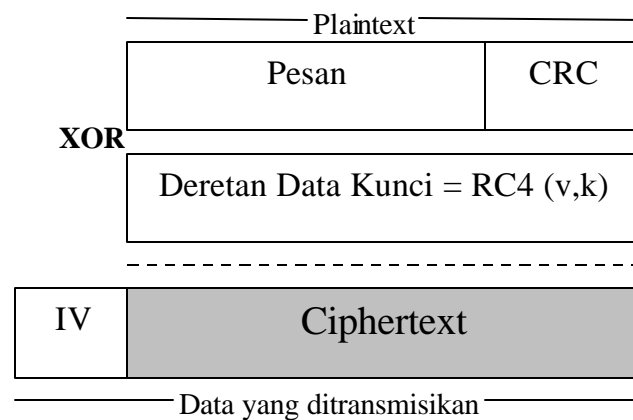 Plaintext
Pesan CRC
XOR
Deretan Data Kunci = RC4 (v,k)
IV Ciphertext
Data yang ditransmisikan